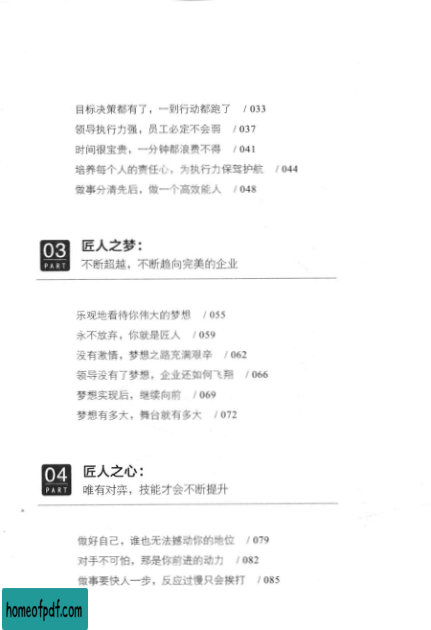 目标决策都有了，一到行动都跑了 / 033
领导执行力强，员工必定不会弱 / 037
时间很宝贵，一分钟都浪费不得 / 041
培养每个人的责任心，为执行力保驾护航 / 044
做事分清先后，做一个高效能人 / 048
03 PART
匠人之梦：
不断超越，不断趋向完美的企业
乐观地看待你伟大的梦想 / 055
永不放弃，你就是匠人 / 059
没有激情，梦想之路充满艰辛 / 062
领导没有了梦想，企业还如何飞翔 / 066
梦想实现后，继续向前 / 069
梦想有多大，舞台就有多大 / 072
04 PART
匠人之心：
唯有对弈，技能才会不断提升
做好自己，谁也无法撼动你的地位 / 079
对手不可怕，那是你前进的动力 / 082
做事要快人一步，反应过慢只会挨打 / 085
homeofpdf.com